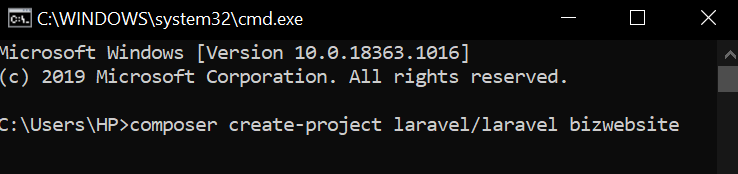 C:\WINDOWS\system32\cmd.exe
Microsoft Windows [Version 10.0.18363.1016]
(c) 2019 Microsoft Corporation. All rights reserved.
C:\Users\HP>composer create-project laravel/laravel bizwebsite